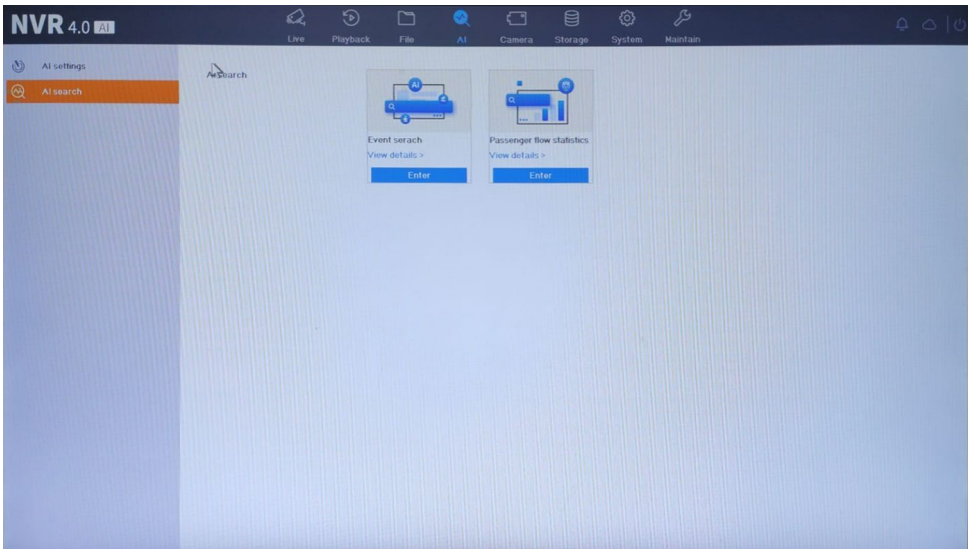 NVR 4.0 AI
Live
Playback
File
AI
Camera
Storage
System
Maintain
AI settings
AI search
AI search
AI
Event serach
View details >
Enter
Passenger flow statistics
View details >
Enter